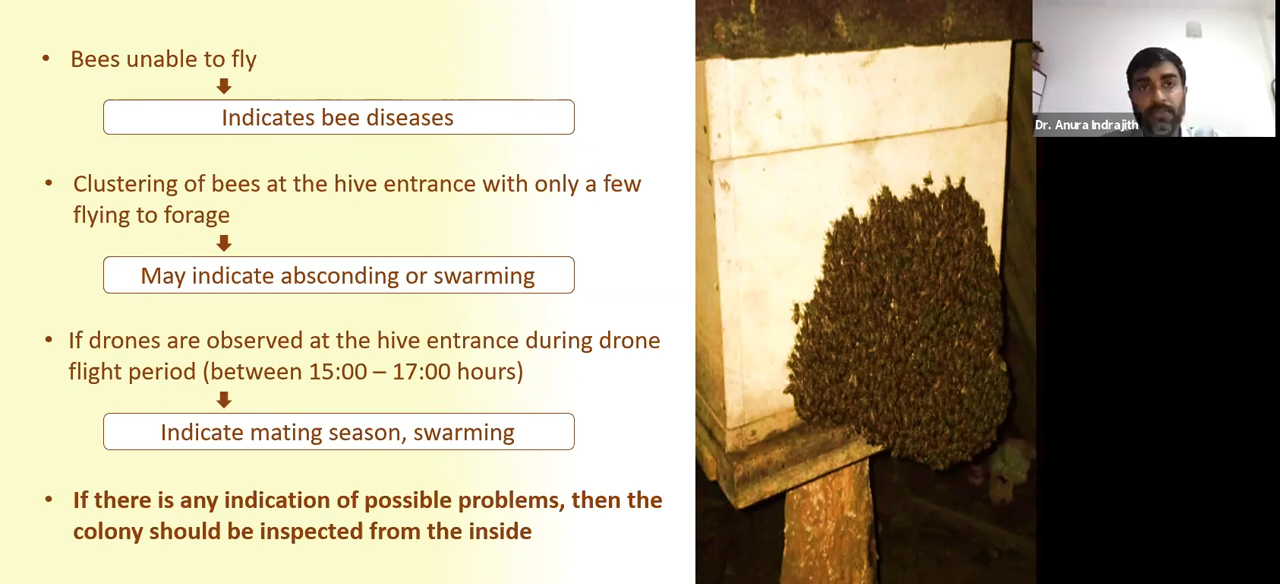 • Bees unable to fly
Indicates bee diseases
• Clustering of bees at the hive entrance with only a few
flying to forage
May indicate absconding or swarming
• If drones are observed at the hive entrance during drone
flight period (between 15:00 – 17:00 hours)
Indicate mating season, swarming
• If there is any indication of possible problems, then the
colony should be inspected from the inside
Dr. Anura Indrajith